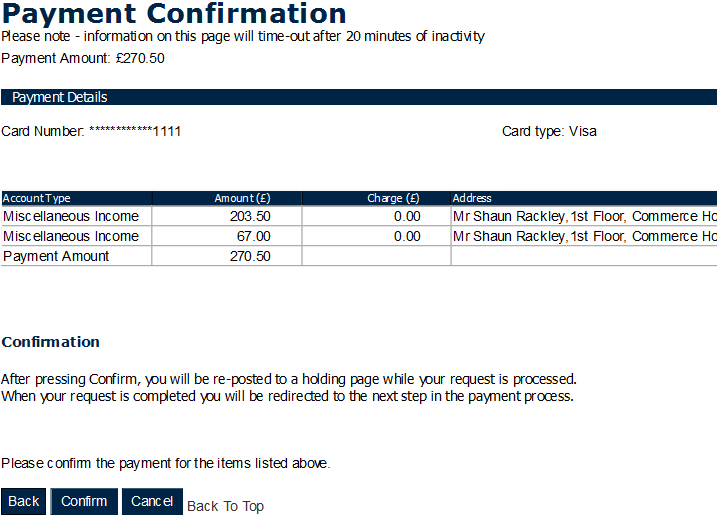 Payment Confirmation
Please note - information on this page will time-out after 20 minutes of inactivity
Payment Amount: £270.50
Payment Details
Card Number: ************1111 Card type: Visa
Account Type Amount (£) Charge (£) Address
Miscellaneous Income 203.50 0.00 Mr Shaun Rackley,1st Floor, Commerce Ho
Miscellaneous Income 67.00 0.00 Mr Shaun Rackley,1st Floor, Commerce Ho
Payment Amount 270.50
Confirmation
After pressing Confirm, you will be re-posted to a holding page while your request is processed.
When your request is completed you will be redirected to the next step in the payment process.
Please confirm the payment for the items listed above.
Back Confirm Cancel Back To Top